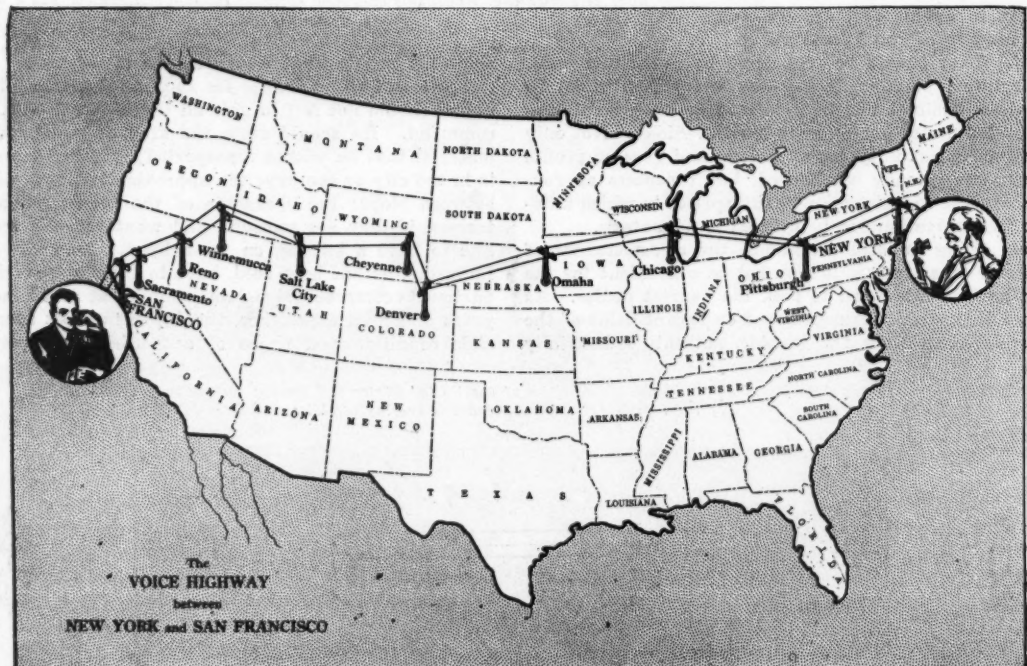 WASHINGTON
MONTANA
NORTH DAKOTA
MINNESOTA
MAINE
VER.
N.H.
OREGON
IDAHO
WYOMING
SOUTH DAKOTA
WISCONSIN
MICHIGAN
NEW YORK
NEW YORK
Winnemucca
Cheyenne
IOWA
Chicago
PENNSYLVANIA
N.J.
Reno
NEVADA
Salt Lake
City
NEBRASKA
Omaha
OHIO
Pittsburgh
Sacramento
SAN
FRANCISCO
UTAH
Denver
COLORADO
ILLINOIS
INDIANA
WEST
VIRGINIA
VIRGINIA
CALIFORNIA
KANSAS
MISSOURI
KENTUCKY
ARIZONA
NEW
MEXICO
OKLAHOMA
ARKANSAS
TENNESSEE
NORTH CAROLINA
SOUTH
CAROLINA
MISSISSIPPI
ALABAMA
GEORGIA
TEXAS
LOUISIANA
FLORIDA
The
VOICE HIGHWAY
between
NEW YORK and SAN FRANCISCO